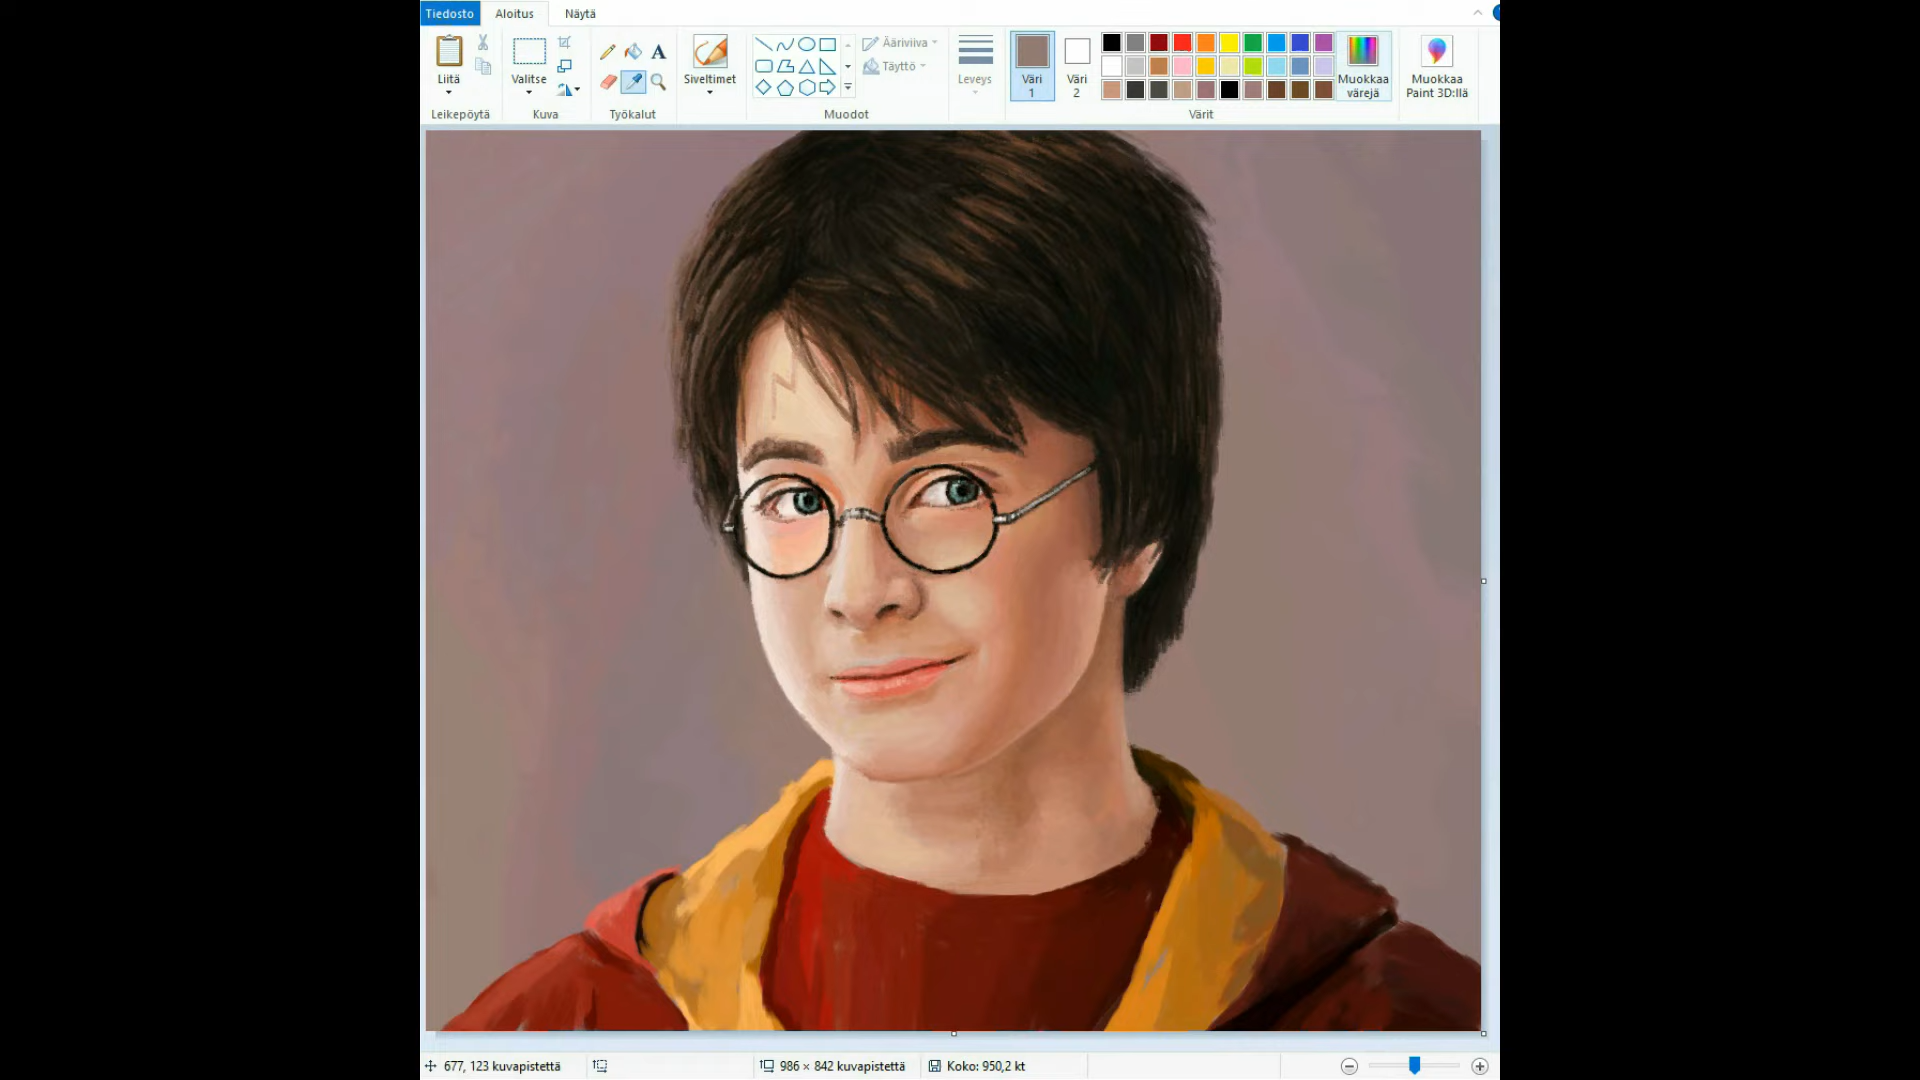 Tiedosto Aloitus Näytä
Liitä
Valitse
A
Siveltimet
Ääriviiva
Täyttö
Leveys
Väri 1
Väri 2
Muokkaa värejä
Muokkaa Paint 3D:llä
Leikepöytä Kuva Työkalut Muodot Värit
677, 123 kuvapistettä 986 × 842 kuvapistettä Koko: 950,2 kt